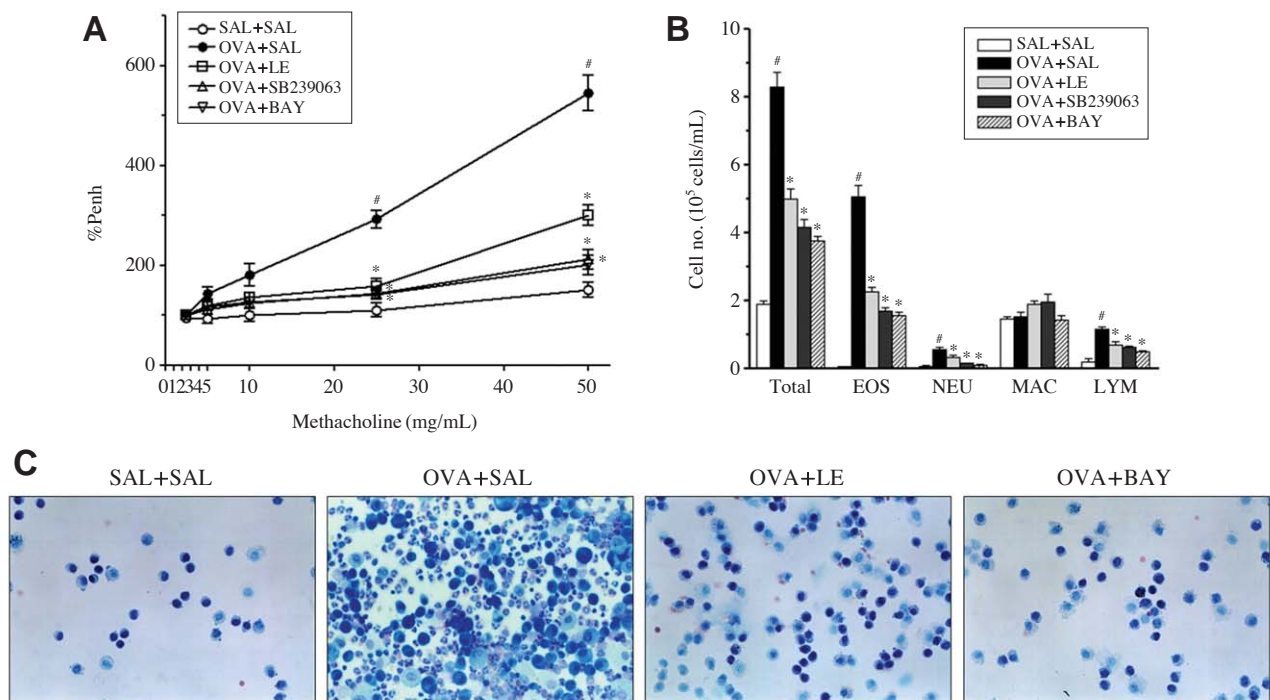 A
SAL+SAL
OVA+SAL
OVA+LE
OVA+SB239063
OVA+BAY
600
400
200
0
%Penh
#
#
*
*
*
*
*
*
012345 10 20 30 40 50
Methacholine (mg/mL)
B
SAL+SAL
OVA+SAL
OVA+LE
OVA+SB239063
OVA+BAY
10
8
6
4
2
0
Cell no. (10⁵ cells/mL)
# * * *
# * * *
# * * *
# * * *
Total EOS NEU MAC LYM
C
SAL+SAL OVA+SAL OVA+LE OVA+BAY